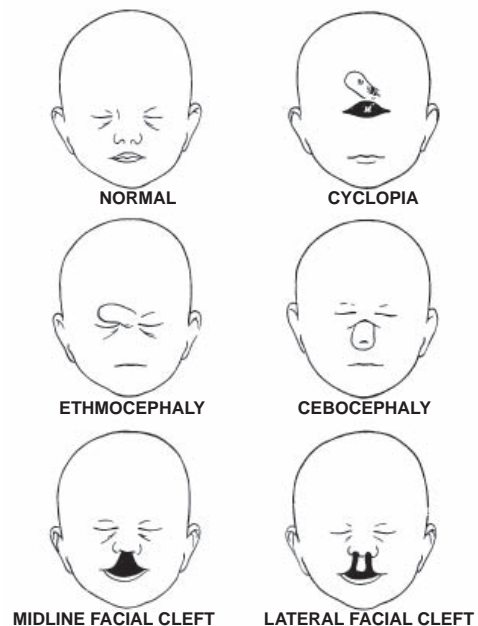 NORMAL
CYCLOPIA
ETHMOCEPHALY
CEBOCEPHALY
MIDLINE FACIAL CLEFT
LATERAL FACIAL CLEFT